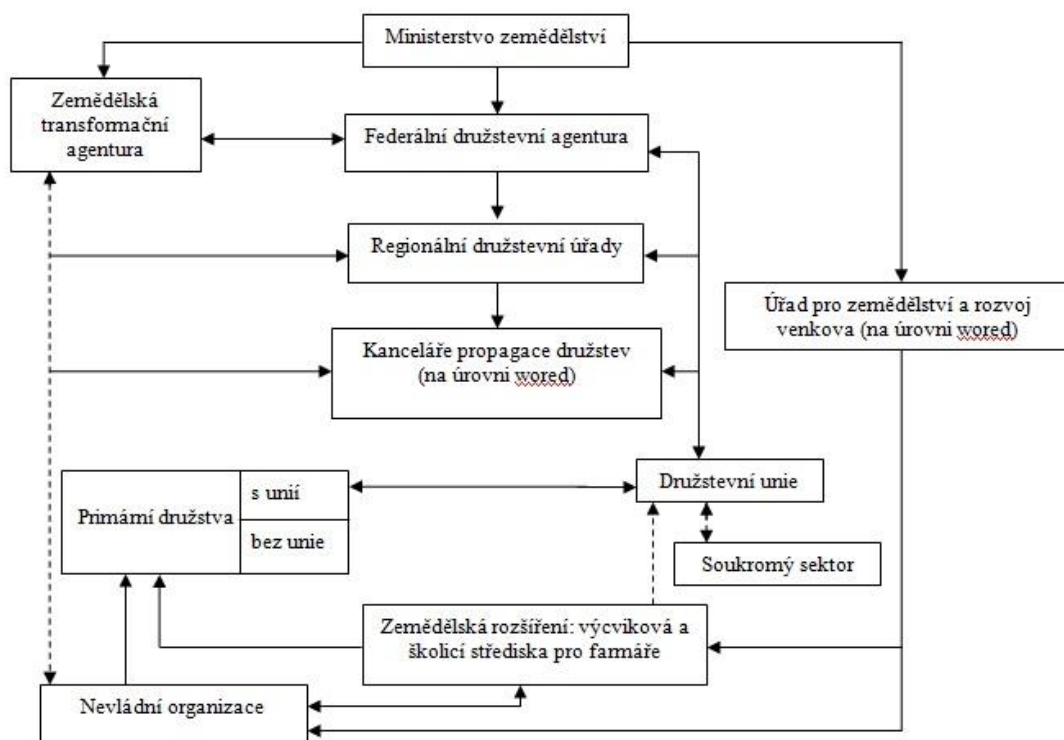 Ministerstvo zemědělství
Zemědělská
transformační
agentura
Federální družstevní agentura
Regionální družstevní úřady
Úřad pro zemědělství a rozvoj
venkova (na úrovni wored)
Kanceláře propagace družstev
(na úrovni wored)
Družstevní unie
Primární družstva
s unií
bez unie
Soukromý sektor
Zemědělská rozšíření: výcviková a
školicí střediska pro farmáře
Nevládní organizace